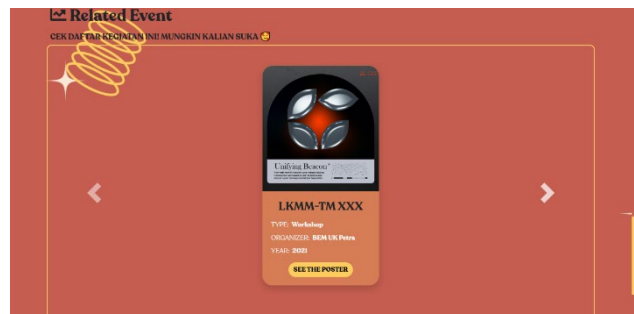 Related Event
CEK DAFTAR KEGIATAN INI! MUNGKIN KALIAN SUKA
Unifying Beacon
LKMM-TM XXX
TYPE: Workshop
ORGANIZER: BEM UK Petra
YEAR: 2021
SEE THE POSTER